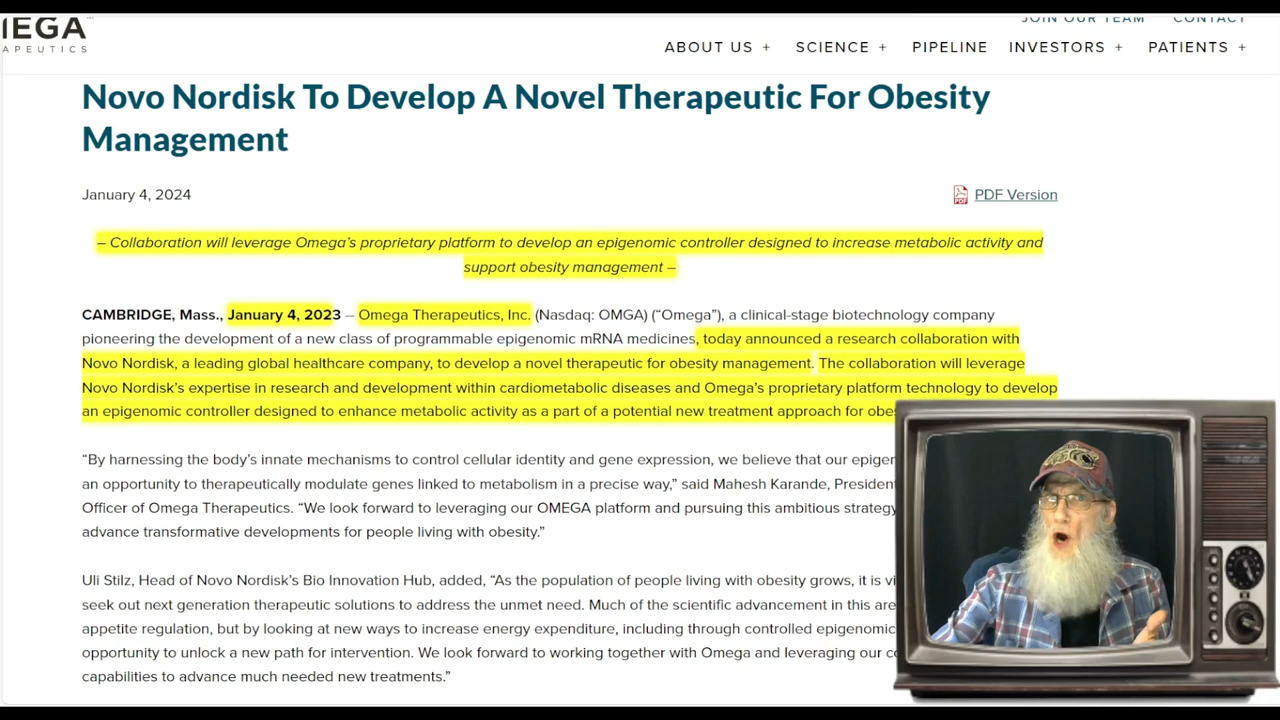 MEGA
APEUTICS
JOIN OUR TEAM CONTACT
ABOUT US + SCIENCE + PIPELINE INVESTORS + PATIENTS +
Novo Nordisk To Develop A Novel Therapeutic For Obesity
Management
January 4, 2024
PDF Version
– Collaboration will leverage Omega’s proprietary platform to develop an epigenomic controller designed to increase metabolic activity and
support obesity management –
CAMBRIDGE, Mass., January 4, 2023 – Omega Therapeutics, Inc. (Nasdaq: OMGA) (“Omega”), a clinical-stage biotechnology company
pioneering the development of a new class of programmable epigenomic mRNA medicines, today announced a research collaboration with
Novo Nordisk, a leading global healthcare company, to develop a novel therapeutic for obesity management. The collaboration will leverage
Novo Nordisk’s expertise in research and development within cardiometabolic diseases and Omega’s proprietary platform technology to develop
an epigenomic controller designed to enhance metabolic activity as a part of a potential new treatment approach for obes
“By harnessing the body’s innate mechanisms to control cellular identity and gene expression, we believe that our epiger
an opportunity to therapeutically modulate genes linked to metabolism in a precise way,” said Mahesh Karande, President
Officer of Omega Therapeutics. “We look forward to leveraging our OMEGA platform and pursuing this ambitious strategy
advance transformative developments for people living with obesity.”
Uli Stilz, Head of Novo Nordisk’s Bio Innovation Hub, added, “As the population of people living with obesity grows, it is vi
seek out next generation therapeutic solutions to address the unmet need. Much of the scientific advancement in this are
appetite regulation, but by looking at new ways to increase energy expenditure, including through controlled epigenomic
opportunity to unlock a new path for intervention. We look forward to working together with Omega and leveraging our co
capabilities to advance much needed new treatments.”